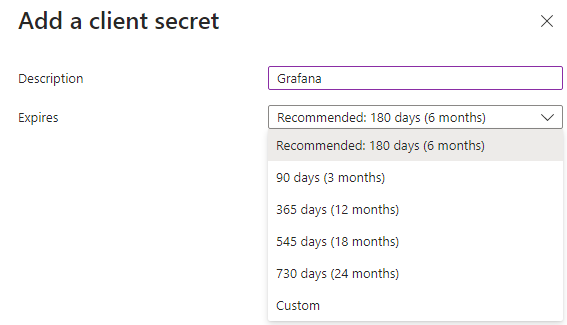 Add a client secret
Description
Grafana
Expires
Recommended: 180 days (6 months)
Recommended: 180 days (6 months)
90 days (3 months)
365 days (12 months)
545 days (18 months)
730 days (24 months)
Custom